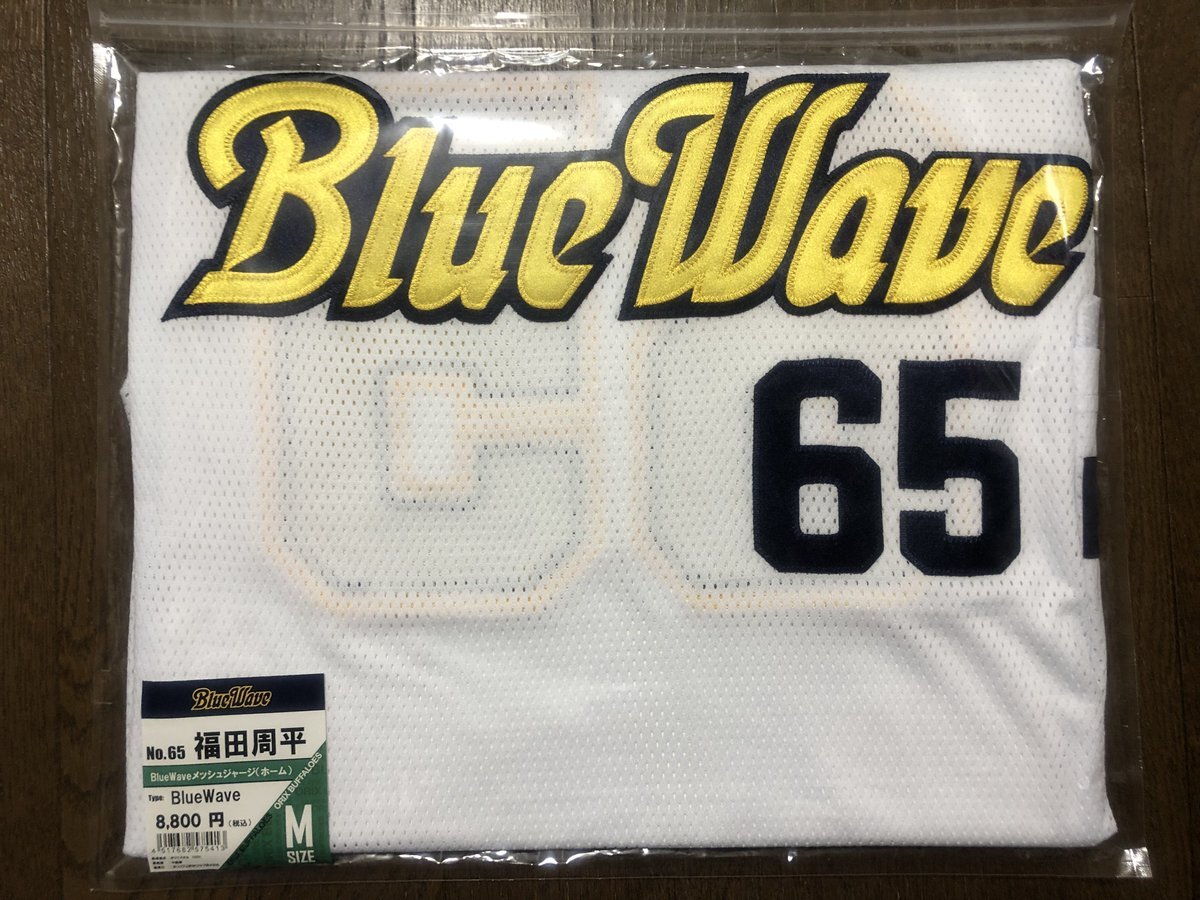 BlueWave
65
BlueWave
No.65 福田周平
BlueWaveメッシュジャージ(ホーム)
Type: BlueWave
8,800 円 (税込)
ORIX BUFFALOES
M
SIZE